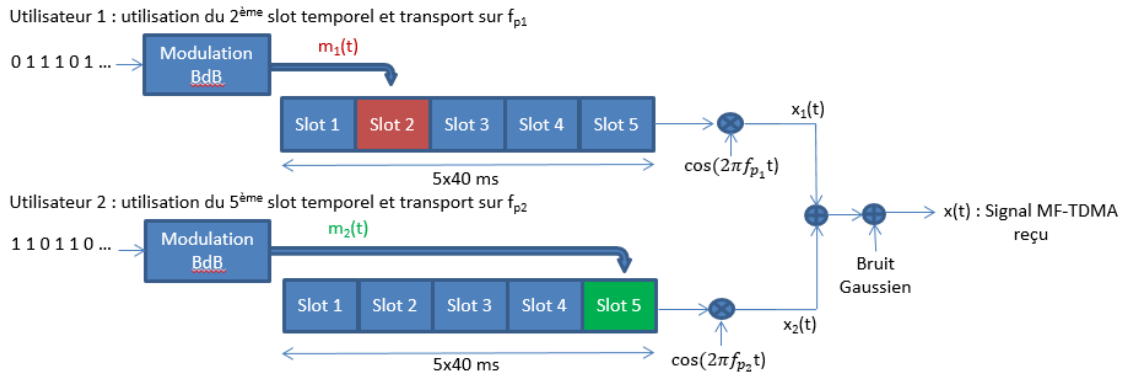 Utilisateur 1 : utilisation du 2ème slot temporel et transport sur fp1
0 1 1 1 0 1 ...
Modulation
BdB
m1(t)
Slot 1 Slot 2 Slot 3 Slot 4 Slot 5
x1(t)
cos(2πfp1t)
5x40 ms
Utilisateur 2 : utilisation du 5ème slot temporel et transport sur fp2
1 1 0 1 1 0 ...
Modulation
BdB
m2(t)
x(t) : Signal MF-TDMA
reçu
Bruit
Gaussien
Slot 1 Slot 2 Slot 3 Slot 4 Slot 5
x2(t)
cos(2πfp2t)
5x40 ms